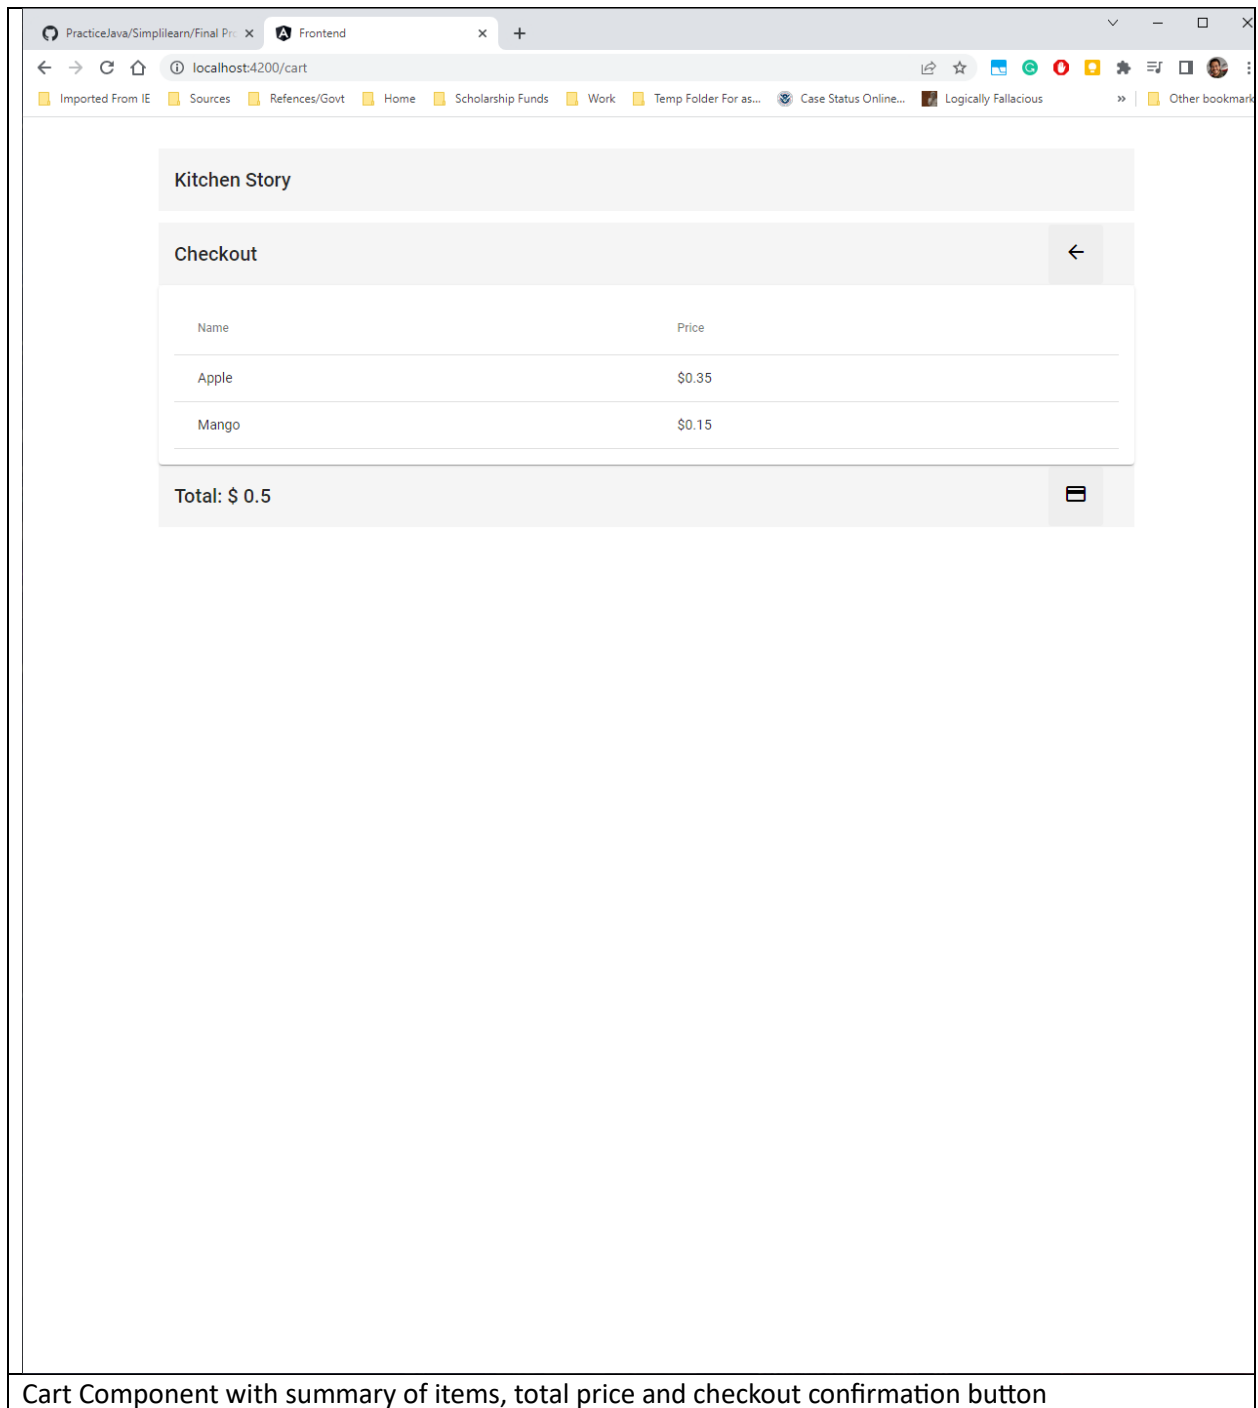 PracticeJava/Simplilearn/Final Pro Frontend
localhost:4200/cart
Imported From IE Sources Refences/Govt Home Scholarship Funds Work Temp Folder For as... Case Status Online... Logically Fallacious » Other bookmark
Kitchen Story
Checkout
Name Price
Apple $0.35
Mango $0.15
Total: $ 0.5
Cart Component with summary of items, total price and checkout confirmation button